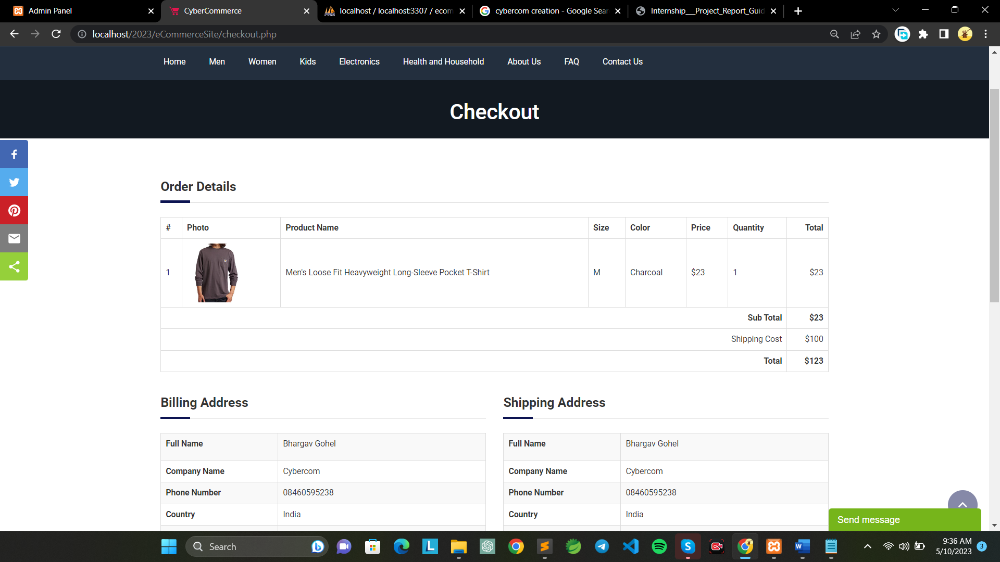 Admin Panel
CyberCommerce
localhost / localhost:3307 / ecom
cybercom creation - Google Sear
Internship___Project_Report_Guid
localhost/2023/eCommerceSite/checkout.php
Home Men Women Kids Electronics Health and Household About Us FAQ Contact Us
Checkout
Order Details
# Photo Product Name Size Color Price Quantity Total
1 Men's Loose Fit Heavyweight Long-Sleeve Pocket T-Shirt M Charcoal $23 1 $23
Sub Total $23
Shipping Cost $100
Total $123
Billing Address
Full Name Bhargav Gohel
Company Name Cybercom
Phone Number 08460595238
Country India
Shipping Address
Full Name Bhargav Gohel
Company Name Cybercom
Phone Number 08460595238
Country India
Send message
Search
9:36 AM
5/10/2023
3